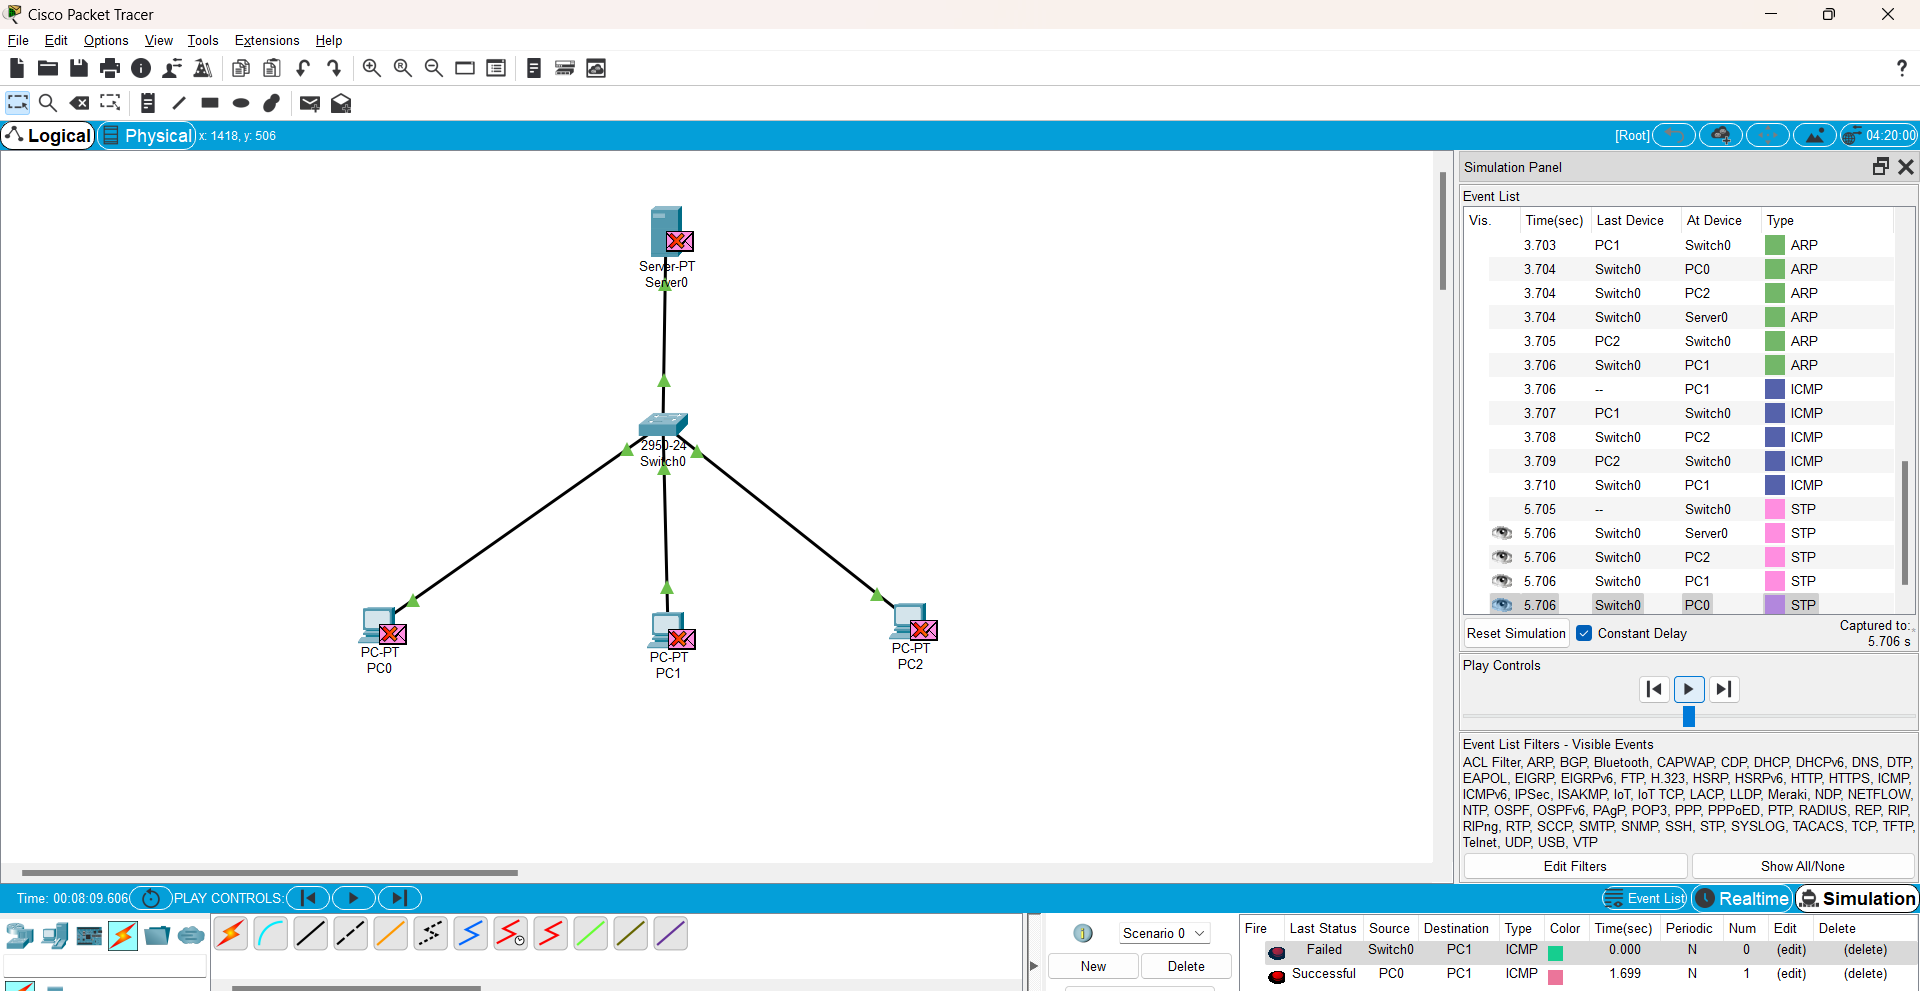 Cisco Packet Tracer
File Edit Options View Tools Extensions Help
Logical Physical x: 1418, y: 506 [Root] 04:20:00
Server-PT
Server0
2950-24
Switch0
PC-PT
PC0
PC-PT
PC1
PC-PT
PC2
Simulation Panel
Event List
Vis. Time(sec) Last Device At Device Type
3.703 PC1 Switch0 ARP
3.704 Switch0 PC0 ARP
3.704 Switch0 PC2 ARP
3.704 Switch0 Server0 ARP
3.705 PC2 Switch0 ARP
3.706 Switch0 PC1 ARP
3.706 -- PC1 ICMP
3.707 PC1 Switch0 ICMP
3.708 Switch0 PC2 ICMP
3.709 PC2 Switch0 ICMP
3.710 Switch0 PC1 ICMP
5.705 -- Switch0 STP
5.706 Switch0 Server0 STP
5.706 Switch0 PC2 STP
5.706 Switch0 PC1 STP
5.706 Switch0 PC0 STP
Reset Simulation Constant Delay Captured to:
5.706 s
Play Controls
Event List Filters - Visible Events
ACL Filter, ARP, BGP, Bluetooth, CAPWAP, CDP, DHCP, DHCPv6, DNS, DTP,
EAPOL, EIGRP, EIGRPv6, FTP, H.323, HSRP, HSRPv6, HTTP, HTTPS, ICMP,
ICMPv6, IPSec, ISAKMP, IoT, IoT TCP, LACP, LLDP, Meraki, NDP, NETFLOW,
NTP, OSPF, OSPFv6, PAgP, POP3, PPP, PPPoED, PTP, RADIUS, REP, RIP,
RIPng, RTP, SCCP, SMTP, SNMP, SSH, STP, SYSLOG, TACACS, TCP, TFTP,
Telnet, UDP, USB, VTP
Edit Filters Show All/None
Time: 00:08:09.606 PLAY CONTROLS: Event List Realtime Simulation
Scenario 0
New Delete
Fire Last Status Source Destination Type Color Time(sec) Periodic Num Edit Delete
Failed Switch0 PC1 ICMP 0.000 N 0 (edit) (delete)
Successful PC0 PC1 ICMP 1.699 N 1 (edit) (delete)